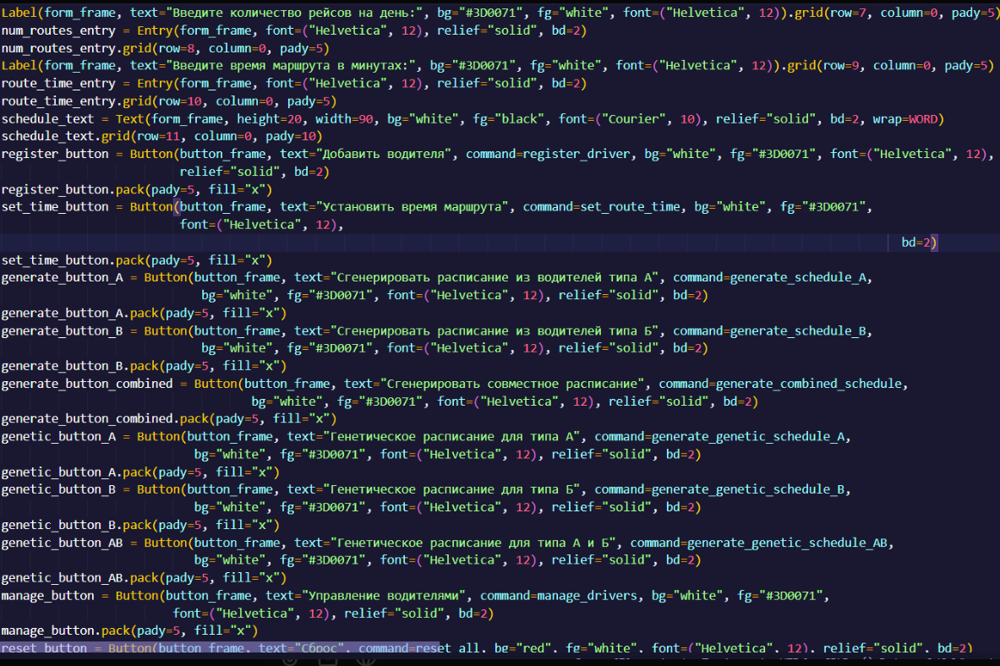 Label(form_frame, text="Введите количество рейсов на день:", bg="#3D0071", fg="white", font=("Helvetica", 12)).grid(row=7, column=0, pady=5)
num_routes_entry = Entry(form_frame, font=("Helvetica", 12), relief="solid", bd=2)
num_routes_entry.grid(row=8, column=0, pady=5)
Label(form_frame, text="Введите время маршрута в минутах:", bg="#3D0071", fg="white", font=("Helvetica", 12)).grid(row=9, column=0, pady=5)
route_time_entry = Entry(form_frame, font=("Helvetica", 12), relief="solid", bd=2)
route_time_entry.grid(row=10, column=0, pady=5)
schedule_text = Text(form_frame, height=20, width=90, bg="white", fg="black", font=("Courier", 10), relief="solid", bd=2, wrap=WORD)
schedule_text.grid(row=11, column=0, pady=10)
register_button = Button(button_frame, text="Добавить водителя", command=register_driver, bg="white", fg="#3D0071", font=("Helvetica", 12),
relief="solid", bd=2)
register_button.pack(pady=5, fill="x")
set_time_button = Button(button_frame, text="Установить время маршрута", command=set_route_time, bg="white", fg="#3D0071",
font=("Helvetica", 12),
bd=2)
set_time_button.pack(pady=5, fill="x")
generate_button_A = Button(button_frame, text="Сгенерировать расписание из водителей типа А", command=generate_schedule_A,
bg="white", fg="#3D0071", font=("Helvetica", 12), relief="solid", bd=2)
generate_button_A.pack(pady=5, fill="x")
generate_button_B = Button(button_frame, text="Сгенерировать расписание из водителей типа Б", command=generate_schedule_B,
bg="white", fg="#3D0071", font=("Helvetica", 12), relief="solid", bd=2)
generate_button_B.pack(pady=5, fill="x")
generate_button_combined = Button(button_frame, text="Сгенерировать совместное расписание", command=generate_combined_schedule,
bg="white", fg="#3D0071", font=("Helvetica", 12), relief="solid", bd=2)
generate_button_combined.pack(pady=5, fill="x")
genetic_button_A = Button(button_frame, text="Генетическое расписание для типа А", command=generate_genetic_schedule_A,
bg="white", fg="#3D0071", font=("Helvetica", 12), relief="solid", bd=2)
genetic_button_A.pack(pady=5, fill="x")
genetic_button_B = Button(button_frame, text="Генетическое расписание для типа Б", command=generate_genetic_schedule_B,
bg="white", fg="#3D0071", font=("Helvetica", 12), relief="solid", bd=2)
genetic_button_B.pack(pady=5, fill="x")
genetic_button_AB = Button(button_frame, text="Генетическое расписание для типа А и Б", command=generate_genetic_schedule_AB,
bg="white", fg="#3D0071", font=("Helvetica", 12), relief="solid", bd=2)
genetic_button_AB.pack(pady=5, fill="x")
manage_button = Button(button_frame, text="Управление водителями", command=manage_drivers, bg="white", fg="#3D0071",
font=("Helvetica", 12), relief="solid", bd=2)
manage_button.pack(pady=5, fill="x")
reset_button = Button(button_frame, text="Сброс", command=reset_all, bg="red", fg="white", font=("Helvetica", 12), relief="solid", bd=2)